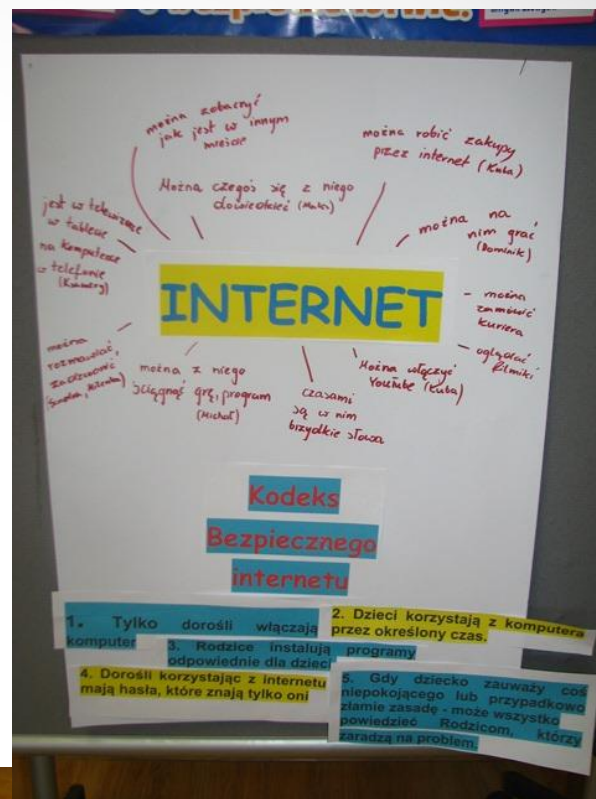 można zobaczyć
jak jest w innym
mieście
można robić zakupy
przez internet (Kuba)
Można czegoś się z niego
dowiedzieć
jest w telewizorze
w tablecie
na komputerze
w telefonie
można na
nim grać
(Dominik)
INTERNET
można
zamówić
kuriera
oglądać
filmiki
można
rozmawiać,
zadzwonić
można z niego
ściągnąć grę, program
(Michał)
czasami
są w nim
brzydkie słowa
Można włączyć
YouTube (Kuba)
Kodeks
Bezpiecznego
internetu
1. Tylko dorośli włączają
komputer
2. Dzieci korzystają z komputera
przez określony czas.
3. Rodzice instalują programy
odpowiednie dla dzieci
4. Dorośli korzystając z internetu
mają hasła, które znają tylko oni
5. Gdy dziecko zauważy coś
niepokojącego lub przypadkowo
złamie zasadę - może wszystko
powiedzieć Rodzicom, którzy
zaradzą na problem.